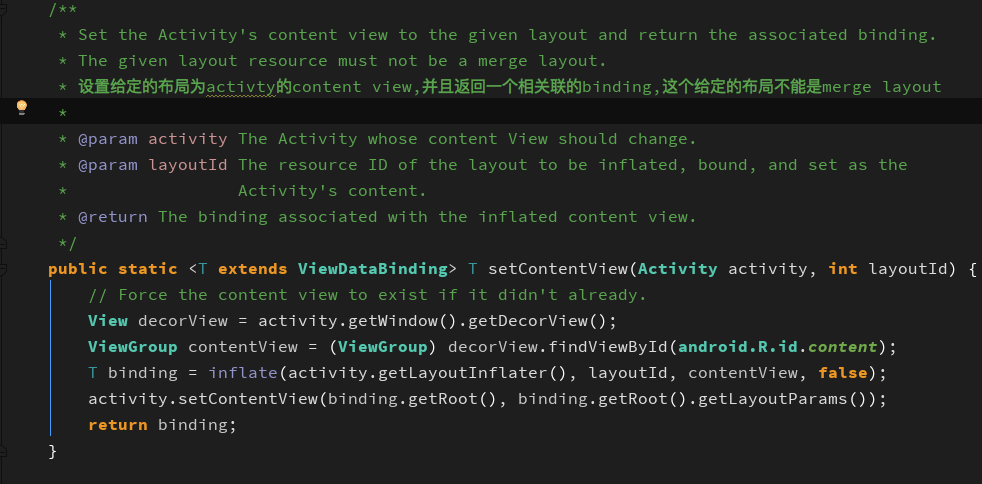 /**
 * Set the Activity's content view to the given layout and return the associated binding.
 * The given layout resource must not be a merge layout.
 * 设置给定的布局为activty的content view,并且返回一个相关联的binding,这个给定的布局不能是merge layout
 *
 * @param activity The Activity whose content View should change.
 * @param layoutId The resource ID of the layout to be inflated, bound, and set as the
 *                 Activity's content.
 * @return The binding associated with the inflated content view.
 */
public static <T extends ViewDataBinding> T setContentView(Activity activity, int layoutId) {
    // Force the content view to exist if it didn't already.
    View decorView = activity.getWindow().getDecorView();
    ViewGroup contentView = (ViewGroup) decorView.findViewById(android.R.id.content);
    T binding = inflate(activity.getLayoutInflater(), layoutId, contentView, false);
    activity.setContentView(binding.getRoot(), binding.getRoot().getLayoutParams());
    return binding;
}